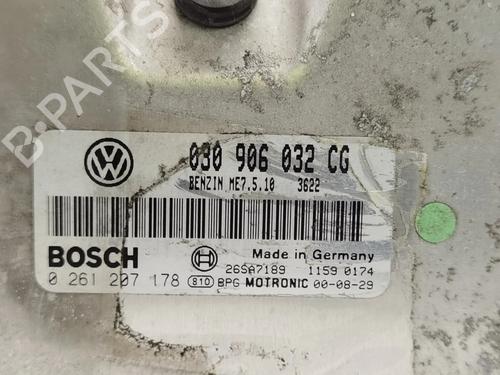 030 906 032 CG
BENZIN ME7.5.10 3622
BOSCH Made in Germany
26SA7189 1159 0174
0 261 207 178 810 BPG MOTRONIC 00-08-29
B-PARTS